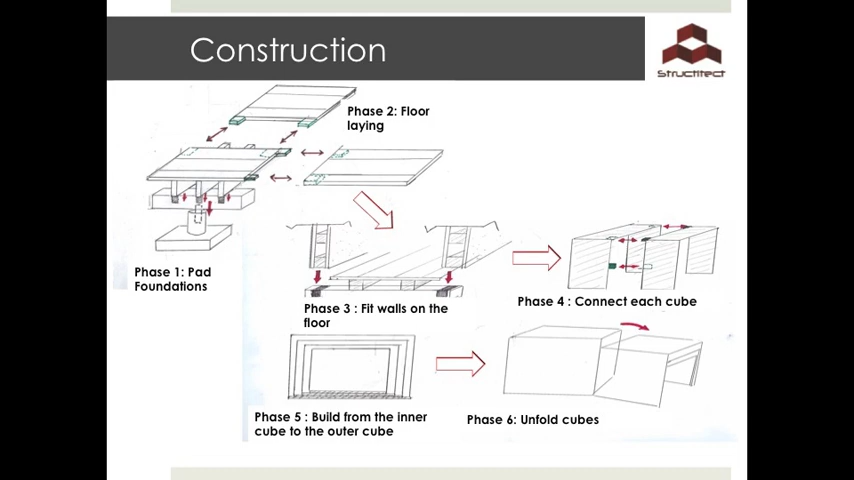 Construction
Structitect
Phase 2: Floor
laying
Phase 1: Pad
Foundations
Phase 3 : Fit walls on the
floor
Phase 4 : Connect each cube
Phase 5 : Build from the inner
cube to the outer cube
Phase 6: Unfold cubes